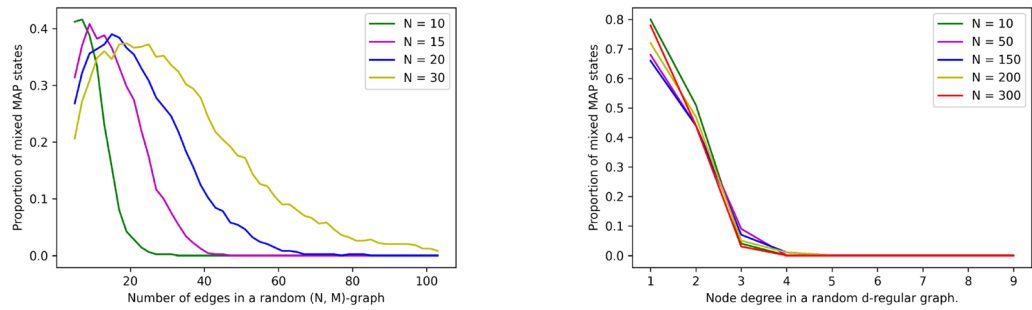 Proportion of mixed MAP states
0.4
0.3
0.2
0.1
0.0
20 40 60 80 100
Number of edges in a random (N, M)-graph
N = 10
N = 15
N = 20
N = 30
Proportion of mixed MAP states
0.8
0.7
0.6
0.5
0.4
0.3
0.2
0.1
0.0
1 2 3 4 5 6 7 8 9
Node degree in a random d-regular graph.
N = 10
N = 50
N = 150
N = 200
N = 300